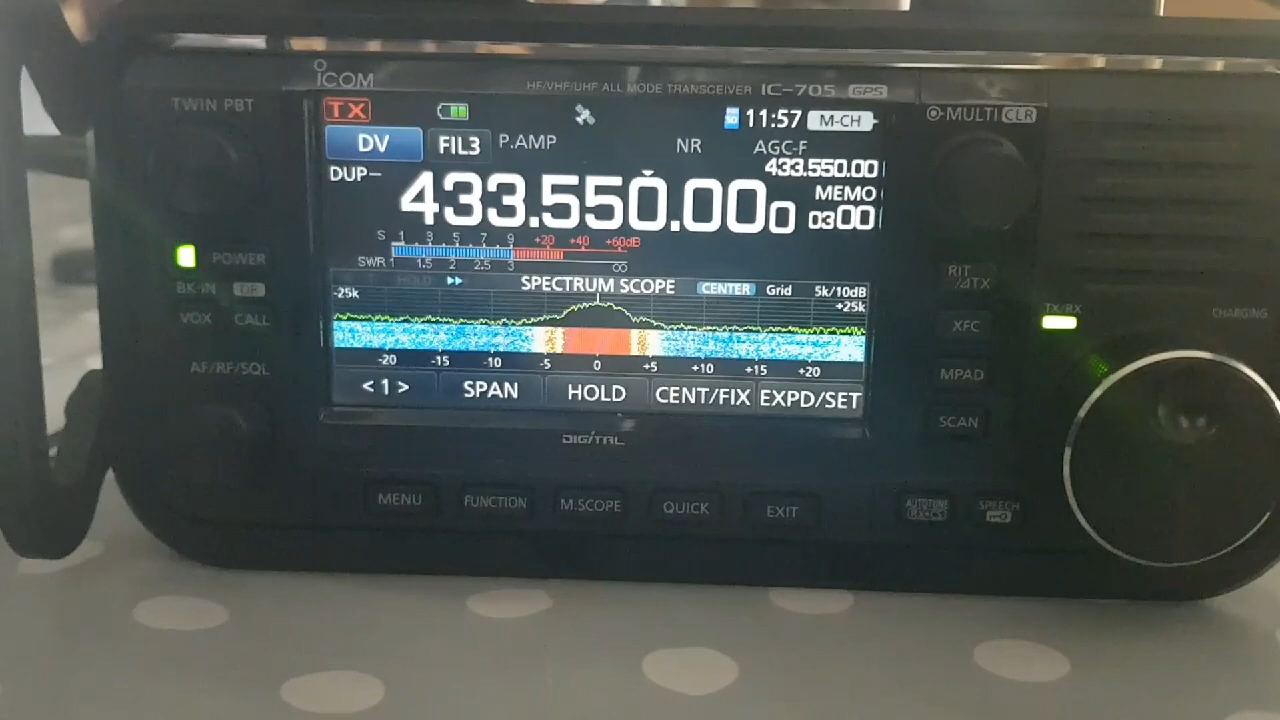 ICOM
HF/VHF/UHF ALL MODE TRANSCEIVER IC-705 GPS
TWIN PBT
MULTI CLR
TX 11:57 M-CH
DV FIL3 P.AMP NR AGC-F
433.550.00
DUP− 433.550.000 MEMO
0300
S 1 3 5 7 9 +20 +40 +60dB
SWR 1 1.5 2 2.5 3 ∞
POWER
HOLD SPECTRUM SCOPE CENTER Grid 5k/10dB
-25k +25k
BK-IN
VOX CALL
RIT
TX/RX
CHARGING
XFC
-20 -15 -10 -5 0 +5 +10 +15 +20
AF/RF/SQL
MPAD
<1> SPAN HOLD CENT/FIX EXPD/SET
SCAN
DIGITAL
MENU FUNCTION M.SCOPE QUICK EXIT
AUTOTUNE SPEECH